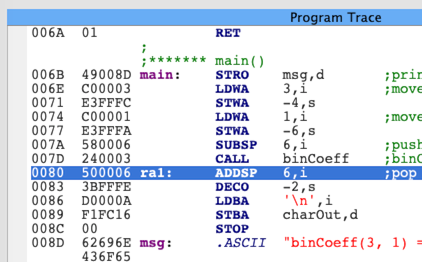 Program Trace
006A 01 RET
;
;******* main()
006B 49008D main: STRO msg,d ;prin
006E C00003 LDWA 3,i ;move
0071 E3FFFC STWA -4,s
0074 C00001 LDWA 1,i ;move
0077 E3FFFA STWA -6,s
007A 580006 SUBSP 6,i ;push
007D 240003 CALL binCoeff ;binC
0080 500006 ra1: ADDSP 6,i ;pop
0083 3BFFFE DECO -2,s
0086 D0000A LDBA '\n',i
0089 F1FC16 STBA charOut,d
008C 00 STOP
008D 62696E msg: .ASCII "binCoeff(3, 1) =
436F65